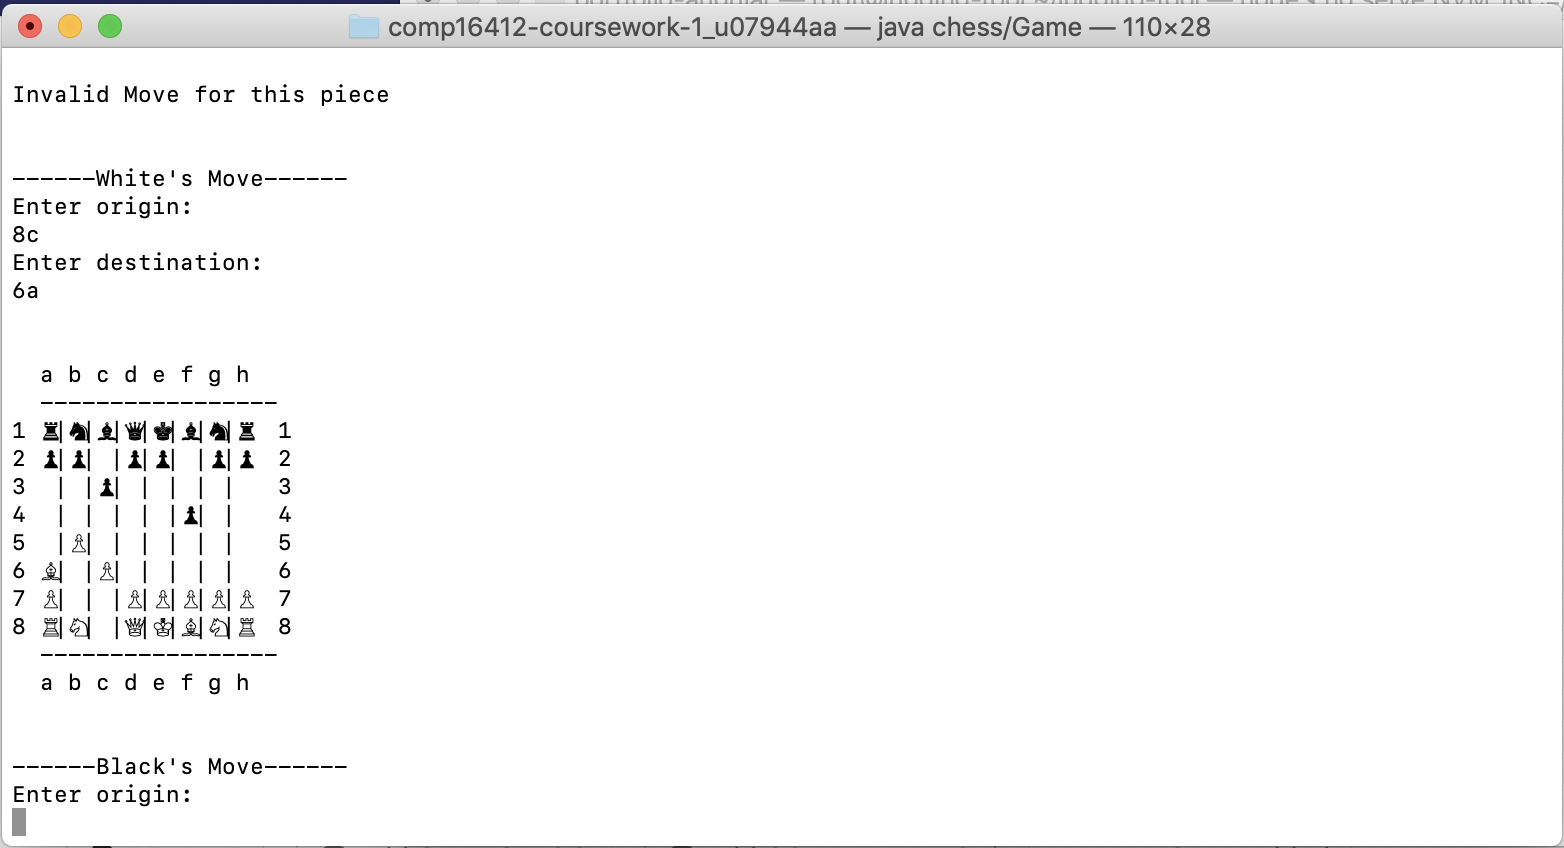 comp16412-coursework-1_u07944aa — java chess/Game — 110×28
Invalid Move for this piece
------White's Move------
Enter origin:
8c
Enter destination:
6a
a b c d e f g h
-----------------
1 ♜|♞|♝|♛|♚|♝|♞|♜ 1
2 ♟|♟| |♟|♟| |♟|♟ 2
3 | |♟| | | | | 3
4 | | | | |♟| | 4
5 |♙| | | | | | 5
6 ♗| |♙| | | | | 6
7 ♙| | |♙|♙|♙|♙|♙ 7
8 ♖|♘| |♕|♔|♗|♘|♖ 8
-----------------
a b c d e f g h
------Black's Move------
Enter origin: